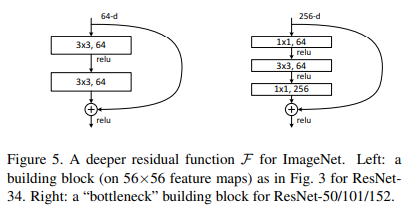 64-d
256-d
3x3, 64
relu
3x3, 64
relu
1x1, 64
relu
3x3, 64
relu
1x1, 256
relu
Figure 5. A deeper residual function F for ImageNet. Left: a
building block (on 56×56 feature maps) as in Fig. 3 for ResNet-
34. Right: a “bottleneck” building block for ResNet-50/101/152.